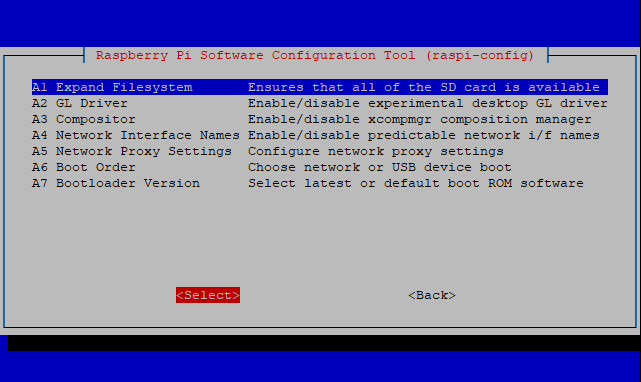 Raspberry Pi Software Configuration Tool (raspi-config)
A1 Expand Filesystem Ensures that all of the SD card is available
A2 GL Driver Enable/disable experimental desktop GL driver
A3 Compositor Enable/disable xcompmgr composition manager
A4 Network Interface Names Enable/disable predictable network i/f names
A5 Network Proxy Settings Configure network proxy settings
A6 Boot Order Choose network or USB device boot
A7 Bootloader Version Select latest or default boot ROM software
<Select> <Back>